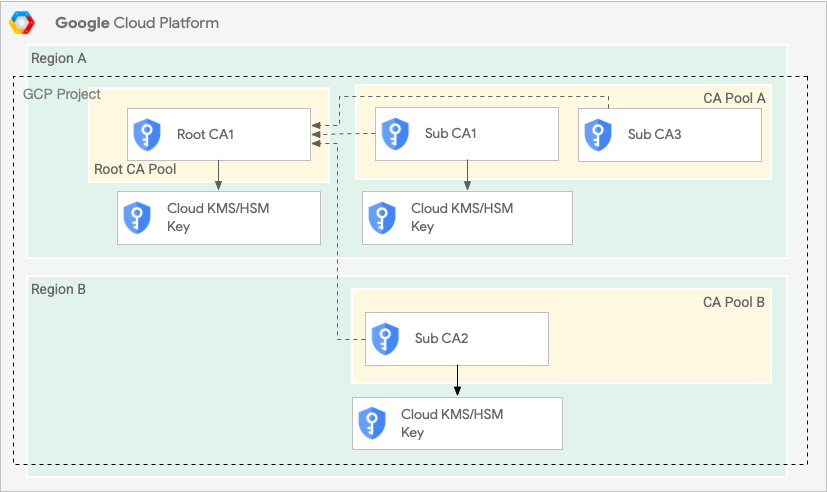 Google Cloud Platform
Region A
GCP Project
CA Pool A
Root CA1
Sub CA1
Sub CA3
Root CA Pool
Cloud KMS/HSM
Key
Cloud KMS/HSM
Key
Region B
CA Pool B
Sub CA2
Cloud KMS/HSM
Key